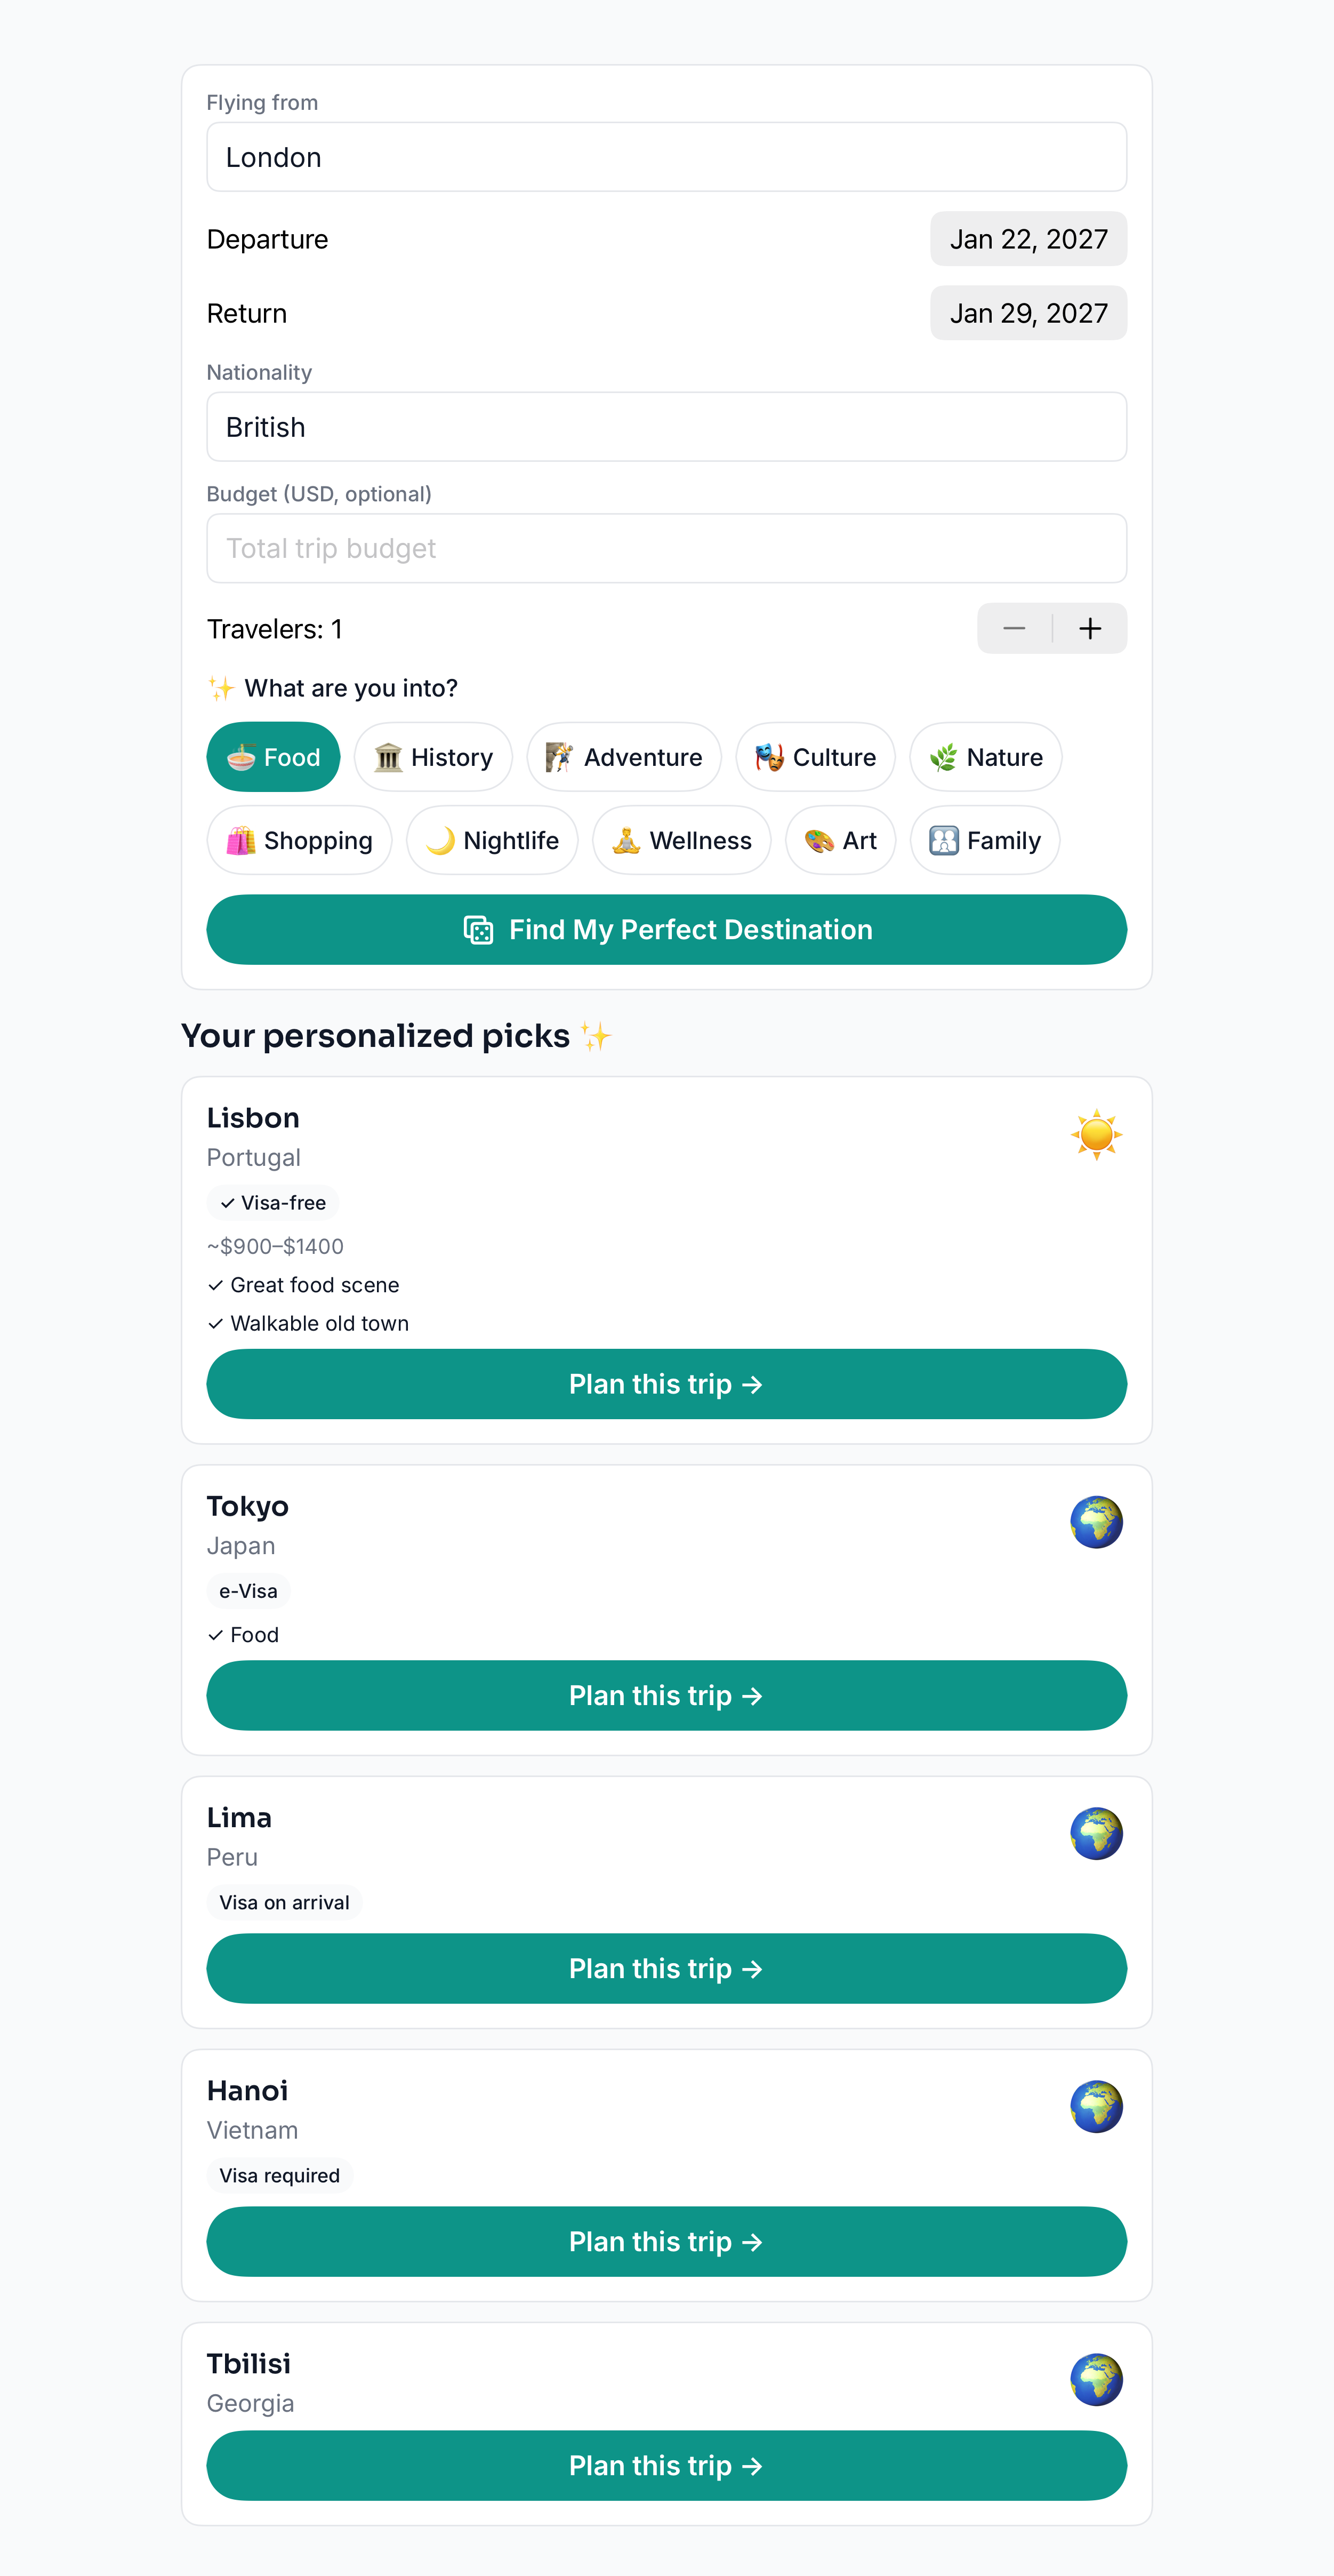 Flying from
London
Departure
Jan 22, 2027
Return
Jan 29, 2027
Nationality
British
Budget (USD, optional)
Total trip budget
Travelers: 1
✨ What are you into?
🍜 Food 🏛️ History 🧗 Adventure 🎭 Culture 🌿 Nature
🛍️ Shopping 🌙 Nightlife 🧘 Wellness 🎨 Art 👪 Family
Find My Perfect Destination
Your personalized picks ✨
Lisbon
Portugal
✓ Visa-free
~$900–$1400
✓ Great food scene
✓ Walkable old town
Plan this trip →
Tokyo
Japan
e-Visa
✓ Food
Plan this trip →
Lima
Peru
Visa on arrival
Plan this trip →
Hanoi
Vietnam
Visa required
Plan this trip →
Tbilisi
Georgia
Plan this trip →